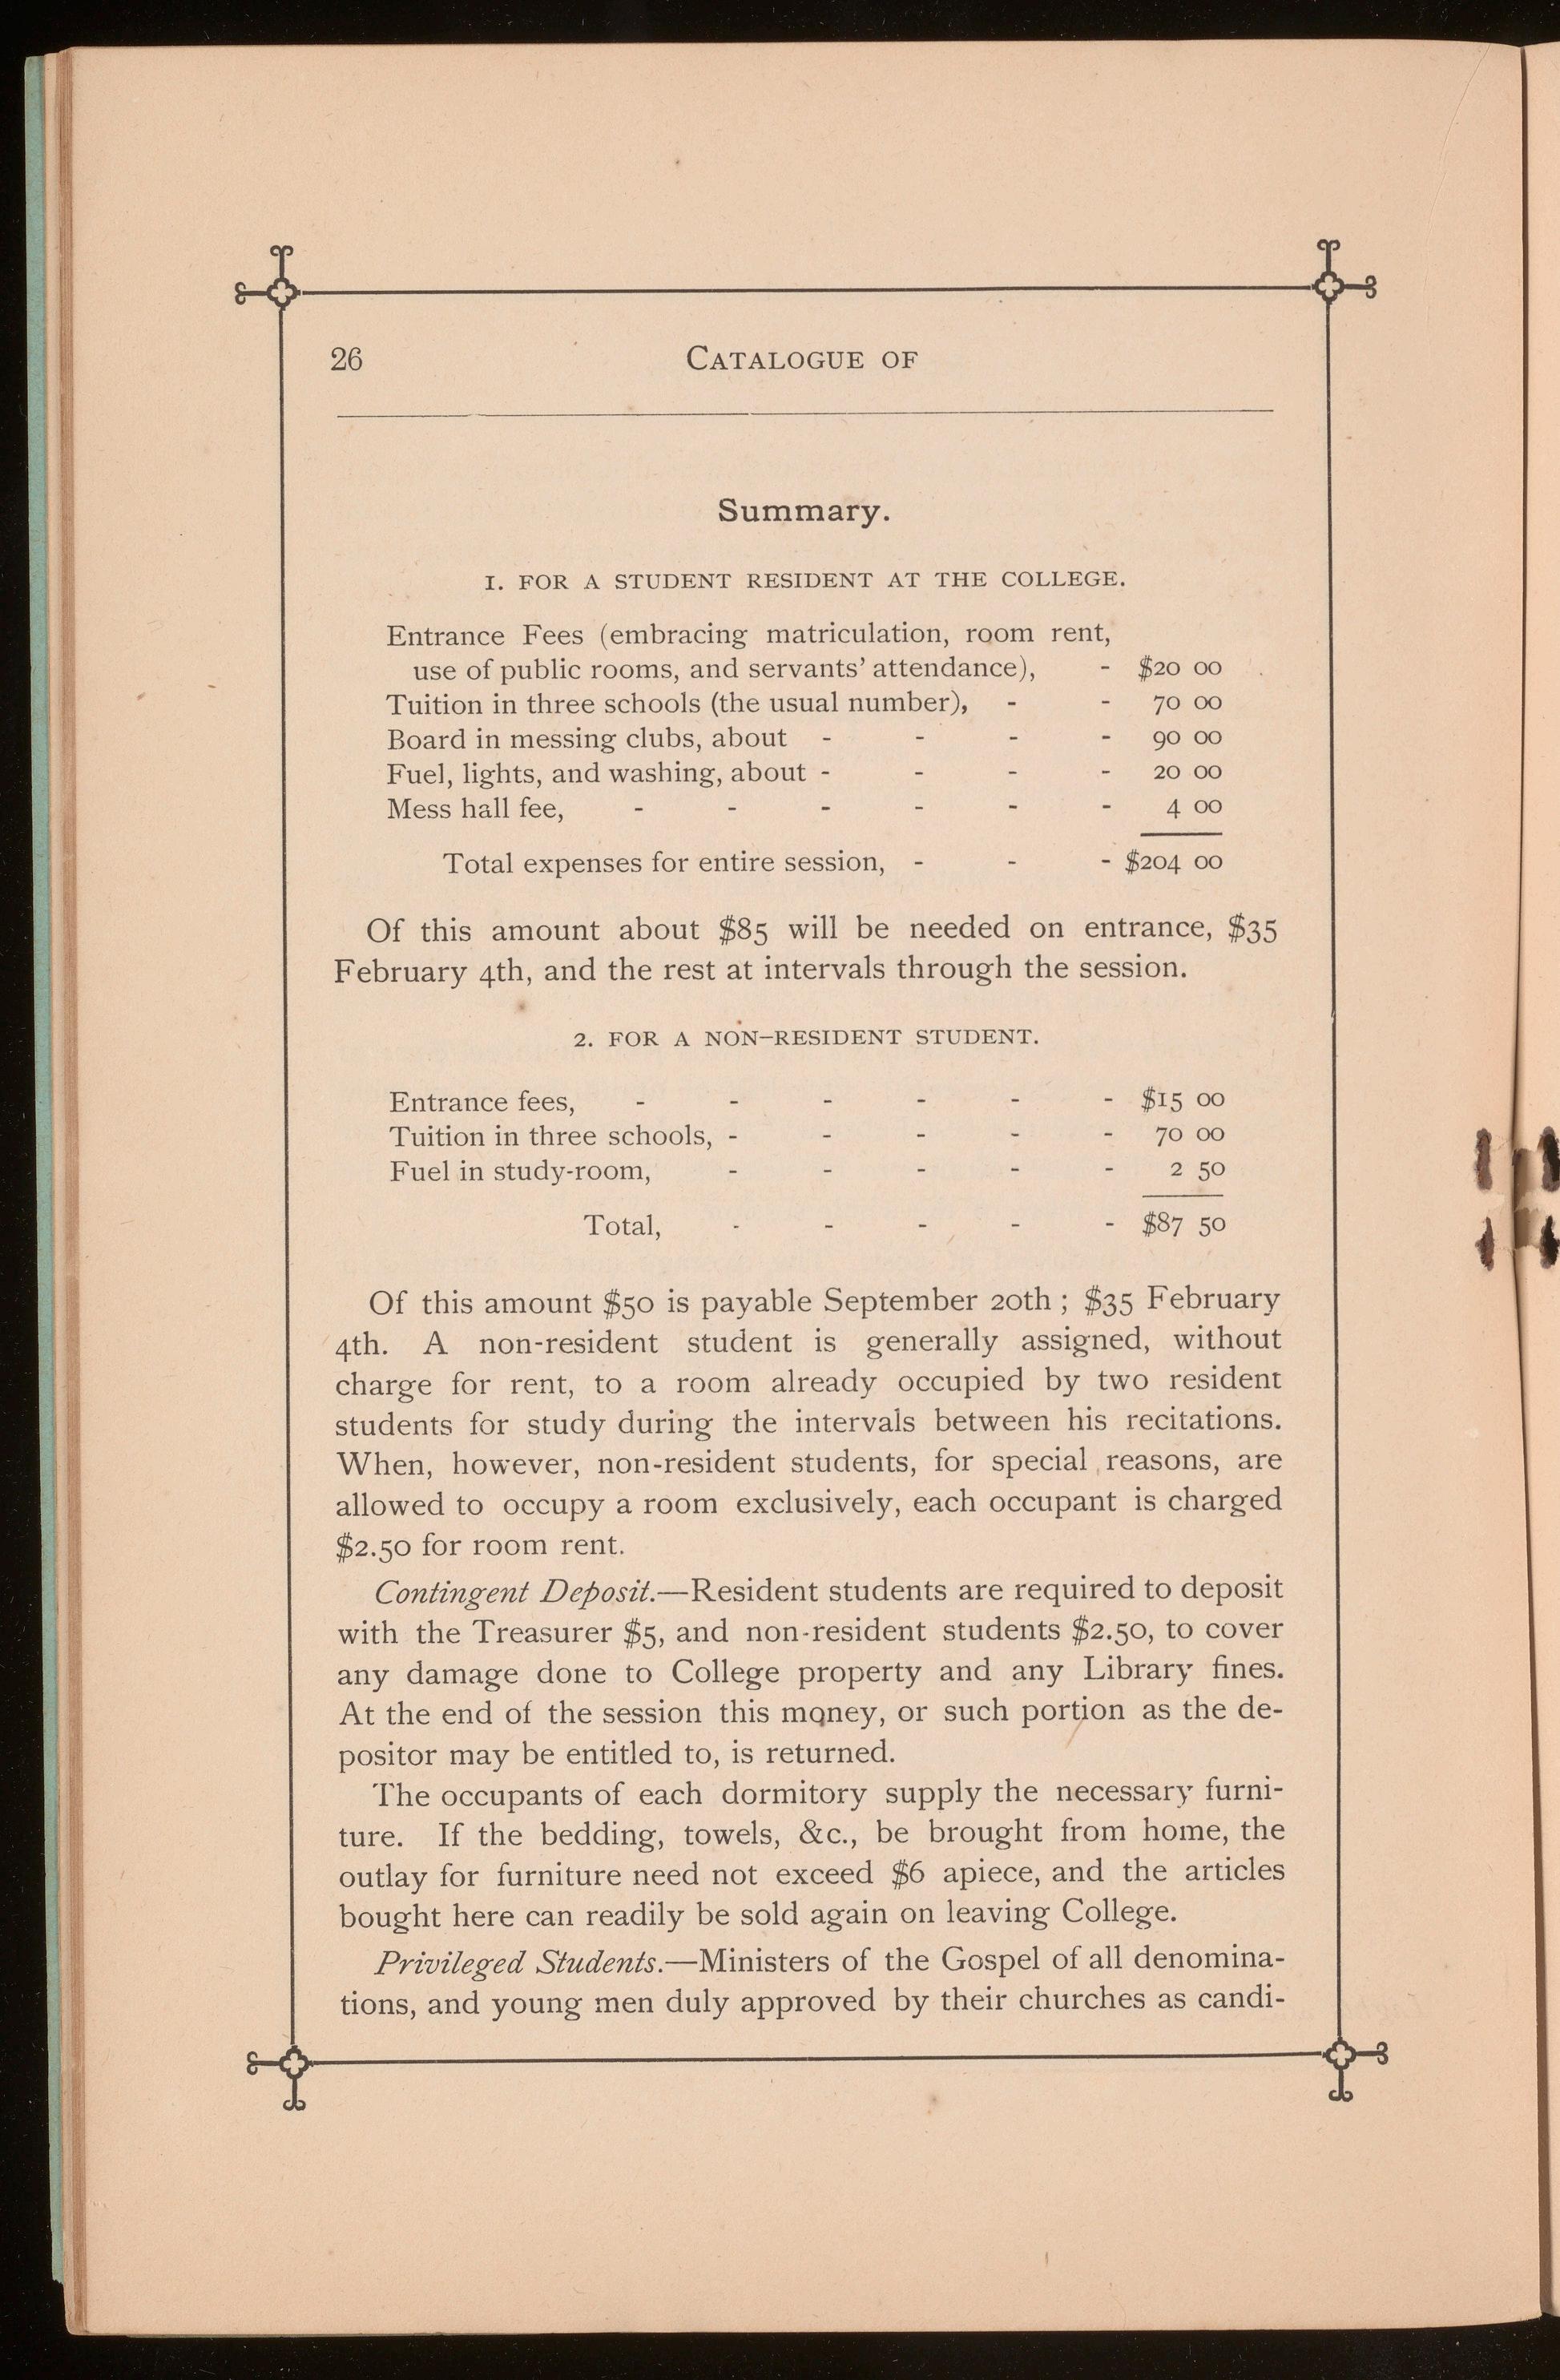 26 CATALOGUE OF
Summary.
1. FOR A STUDENT RESIDENT AT THE COLLEGE.
Entrance Fees (embracing matriculation, room rent,
use of public rooms, and servants' attendance), - $20 00
Tuition in three schools (the usual number), - - 70 00
Board in messing clubs, about - - - - 90 00
Fuel, lights, and washing, about - - - - 20 00
Mess hall fee, - - - - - - 4 00
Total expenses for entire session, - - - $204 00
Of this amount about $85 will be needed on entrance, $35
February 4th, and the rest at intervals through the session.
2. FOR A NON-RESIDENT STUDENT.
Entrance fees, - - - - - - $15 00
Tuition in three schools, - - - - - 70 00
Fuel in study-room, - - - - - 2 50
Total, - - - - - $87 50
Of this amount $50 is payable September 20th ; $35 February
4th. A non-resident student is generally assigned, without
charge for rent, to a room already occupied by two resident
students for study during the intervals between his recitations.
When, however, non-resident students, for special reasons, are
allowed to occupy a room exclusively, each occupant is charged
$2.50 for room rent.
Contingent Deposit.—Resident students are required to deposit
with the Treasurer $5, and non-resident students $2.50, to cover
any damage done to College property and any Library fines.
At the end of the session this money, or such portion as the de-
positor may be entitled to, is returned.
The occupants of each dormitory supply the necessary furni-
ture. If the bedding, towels, &c., be brought from home, the
outlay for furniture need not exceed $6 apiece, and the articles
bought here can readily be sold again on leaving College.
Privileged Students.—Ministers of the Gospel of all denomina-
tions, and young men duly approved by their churches as candi-